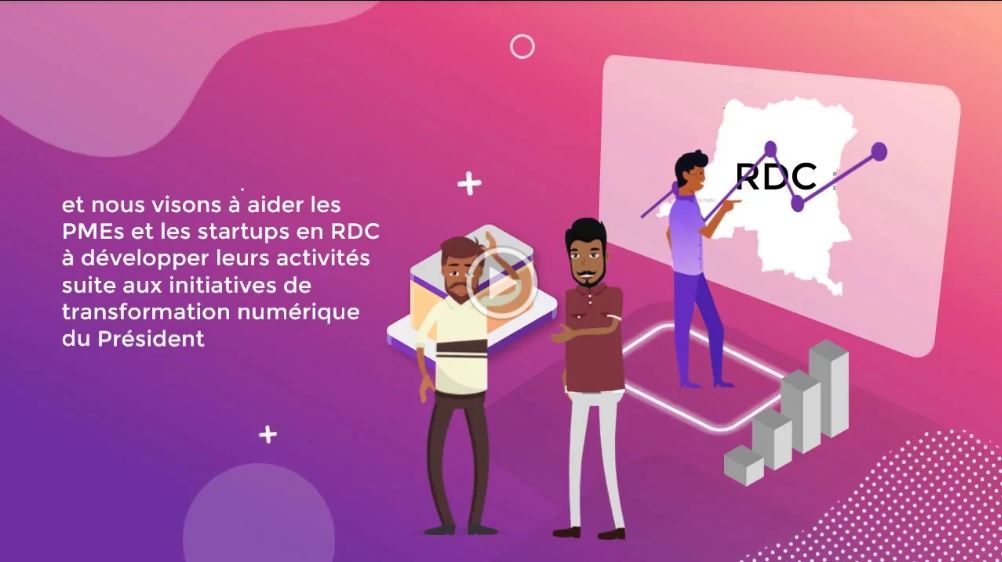 et nous visons à aider les
PMEs et les startups en RDC
à développer leurs activités
suite aux initiatives de
transformation numérique
du Président
RDC